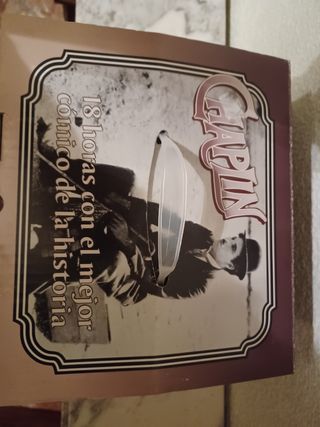 CHAPLIN
18 horas con el mejor
cómico de la historia